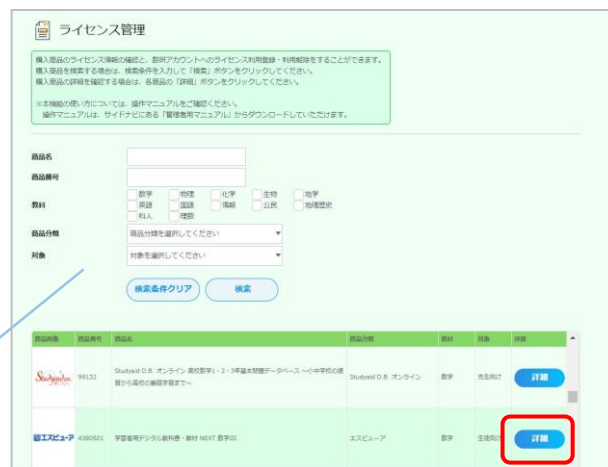 ライセンス管理
購入商品のライセンス情報の確認と、数研アカウントへのライセンス利用登録・利用解除をすることができます。
購入商品を検索する場合は、検索条件を入力して「検索」ボタンをクリックしてください。
購入商品の詳細を確認する場合は、各商品の「詳細」ボタンをクリックしてください。
※本機能の使い方については、操作マニュアルをご確認ください。
操作マニュアルは、サイドナビにある「管理者用マニュアル」からダウンロードしていただけます。
商品名
商品番号
教科
数学 物理 化学 生物 地学
英語 国語 情報 公民 地理歴史
科人 理数
商品分類 商品分類を選択してください
対象 対象を選択してください
検索条件クリア 検索
商品画像 商品番号 商品名 商品分類 教科 対象 詳細
Studyaid 99132 Studyaid D.B. オンライン 高校数学1・2・3年基本問題データベース ～小中学校の復習から高校の基礎学習まで～ Studyaid D.B. オンライン 数学 先生向け 詳細
エスビューア 4380501 学習者用デジタル教科書・教材 NEXT 数学III エスビューア 数学 生徒向け 詳細